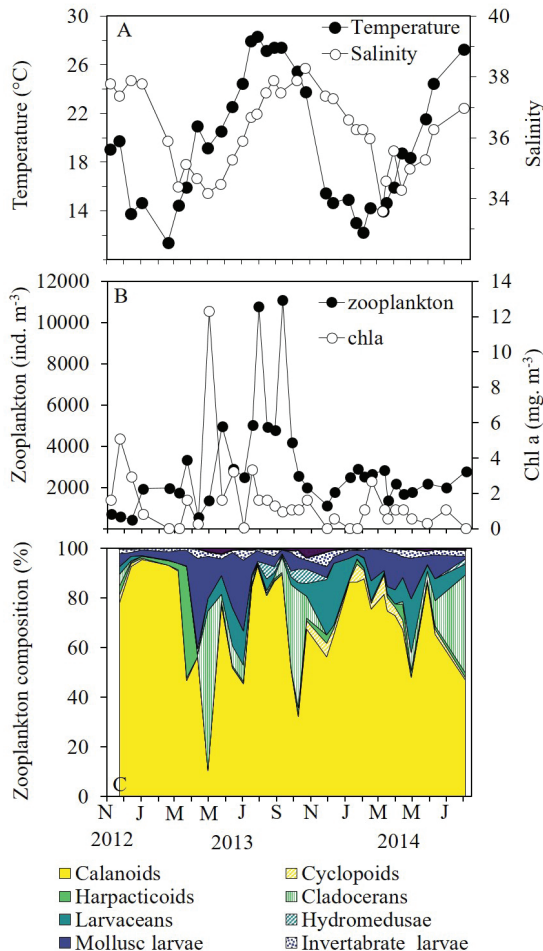 30
26
22
18
14
A
Temperature
Salinity
40
38
36
34
Temperature (°C)
Salinity
12000
10000
8000
6000
4000
2000
B
zooplankton
chla
14
12
10
8
6
4
2
0
Zooplankton (ind. m-3)
Chl a (mg. m-3)
100
80
60
40
20
0
C
Zooplankton composition (%)
N J M M J S N J M M J
2012 2013 2014
Calanoids Cyclopoids
Harpacticoids Cladocerans
Larvaceans Hydromedusae
Mollusc larvae Invertabrate larvae